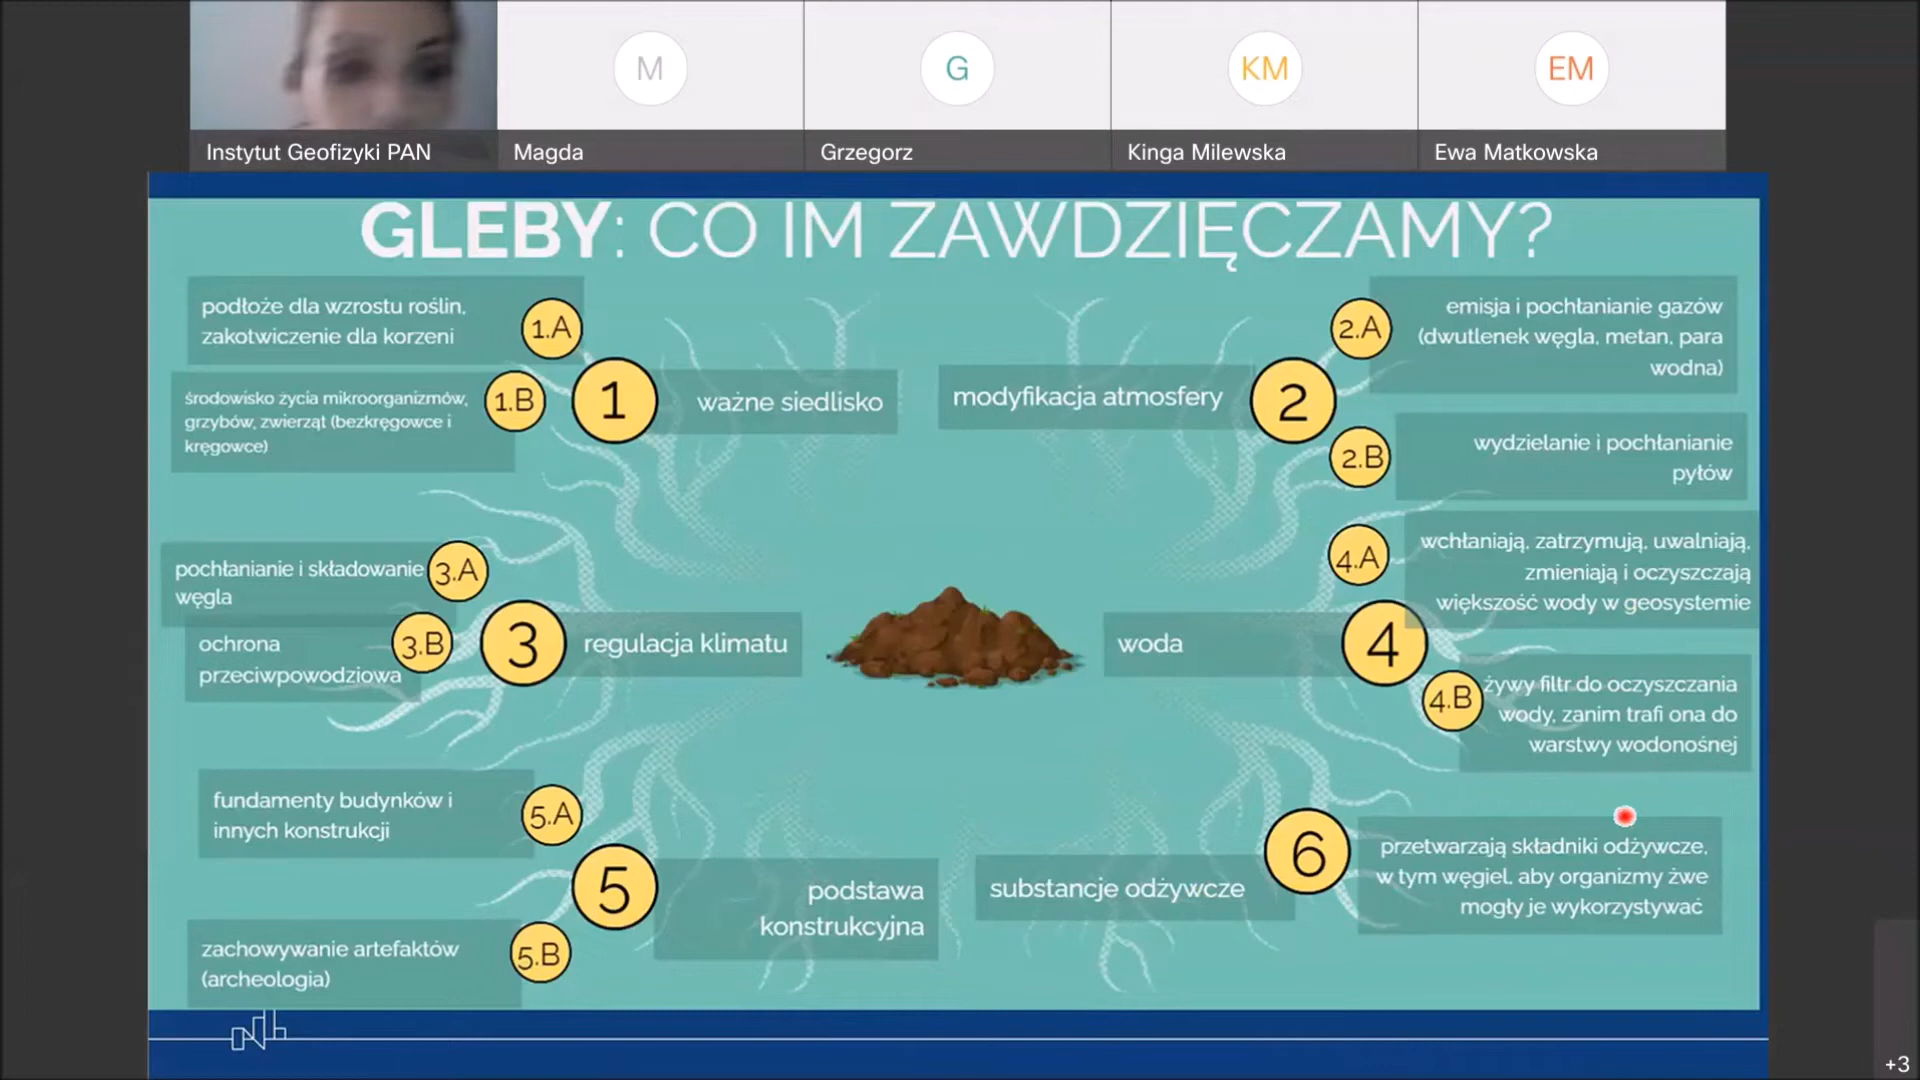 M
G
KM
EM
Instytut Geofizyki PAN
Magda
Grzegorz
Kinga Milewska
Ewa Matkowska
GLEBY: CO IM ZAWDZIĘCZAMY?
podłoże dla wzrostu roślin,
zakotwiczenie dla korzeni
1.A
środowisko życia mikroorganizmów,
grzybów, zwierząt (bezkręgowce i
kręgowce)
1.B
1
ważne siedlisko
modyfikacja atmosfery
2
2.A
emisja i pochłanianie gazów
(dwutlenek węgla, metan, para
wodna)
2.B
wydzielanie i pochłanianie
pyłów
pochłanianie i składowanie
węgla
3.A
ochrona
przeciwpowodziowa
3.B
3
regulacja klimatu
woda
4
4.A
wchłaniają, zatrzymują, uwalniają,
zmieniają i oczyszczają
większość wody w geosystemie
4.B
żywy filtr do oczyszczania
wody, zanim trafi ona do
warstwy wodonośnej
fundamenty budynków i
innych konstrukcji
5.A
5
podstawa
konstrukcyjna
zachowywanie artefaktów
(archeologia)
5.B
substancje odżywcze
6
przetwarzają składniki odżywcze,
w tym węgiel, aby organizmy żwe
mogły je wykorzystywać
+3